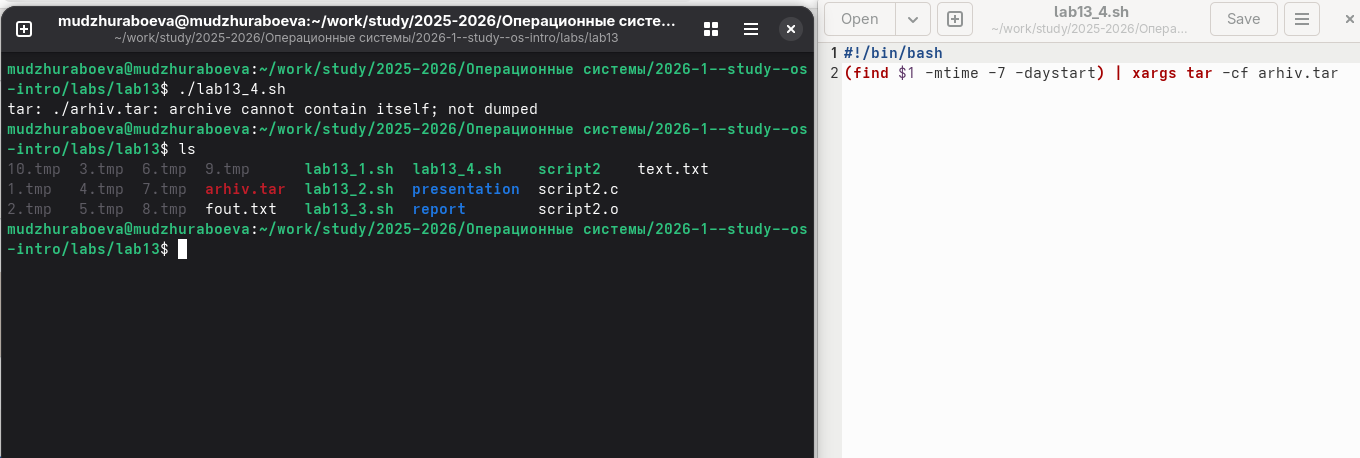 mudzhuraboeva@mudzhuraboeva:~/work/study/2025-2026/Операционные систе...
~/work/study/2025-2026/Операционные системы/2026-1--study--os-intro/labs/lab13
mudzhuraboeva@mudzhuraboeva:~/work/study/2025-2026/Операционные системы/2026-1--study--os
-intro/labs/lab13$ ./lab13_4.sh
tar: ./arhiv.tar: archive cannot contain itself; not dumped
mudzhuraboeva@mudzhuraboeva:~/work/study/2025-2026/Операционные системы/2026-1--study--os
-intro/labs/lab13$ ls
10.tmp 3.tmp 6.tmp 9.tmp lab13_1.sh lab13_4.sh script2 text.txt
1.tmp 4.tmp 7.tmp arhiv.tar lab13_2.sh presentation script2.c
2.tmp 5.tmp 8.tmp fout.txt lab13_3.sh report script2.o
mudzhuraboeva@mudzhuraboeva:~/work/study/2025-2026/Операционные системы/2026-1--study--os
-intro/labs/lab13$
Open
lab13_4.sh
~/work/study/2025-2026/Опера...
Save
1 #!/bin/bash
2 (find $1 -mtime -7 -daystart) | xargs tar -cf arhiv.tar